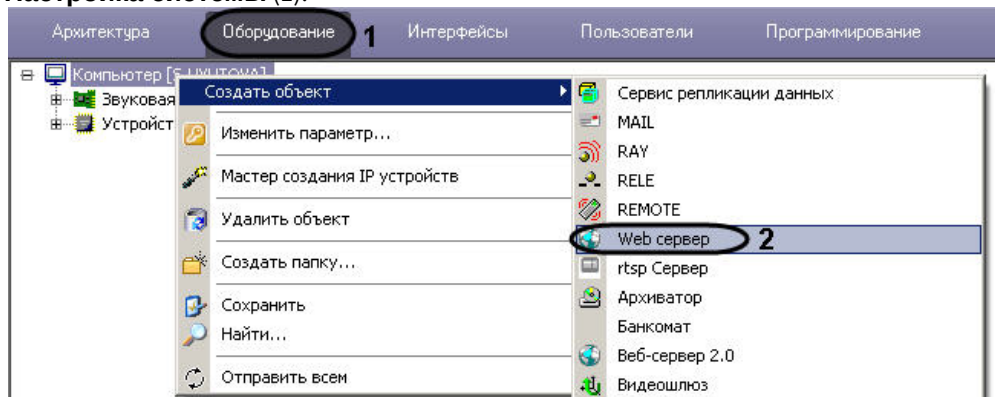 Настройка системы (2).
Архитектура Оборудование 1 Интерфейсы Пользователи Программирование
Компьютер
Звуковая
Устройст
Создать объект
Изменить параметр...
Мастер создания IP устройств
Удалить объект
Создать папку...
Сохранить
Найти...
Отправить всем
Сервис репликации данных
MAIL
RAY
RELE
REMOTE
Web сервер 2
rtsp Сервер
Архиватор
Банкомат
Веб-сервер 2.0
Видеошлюз